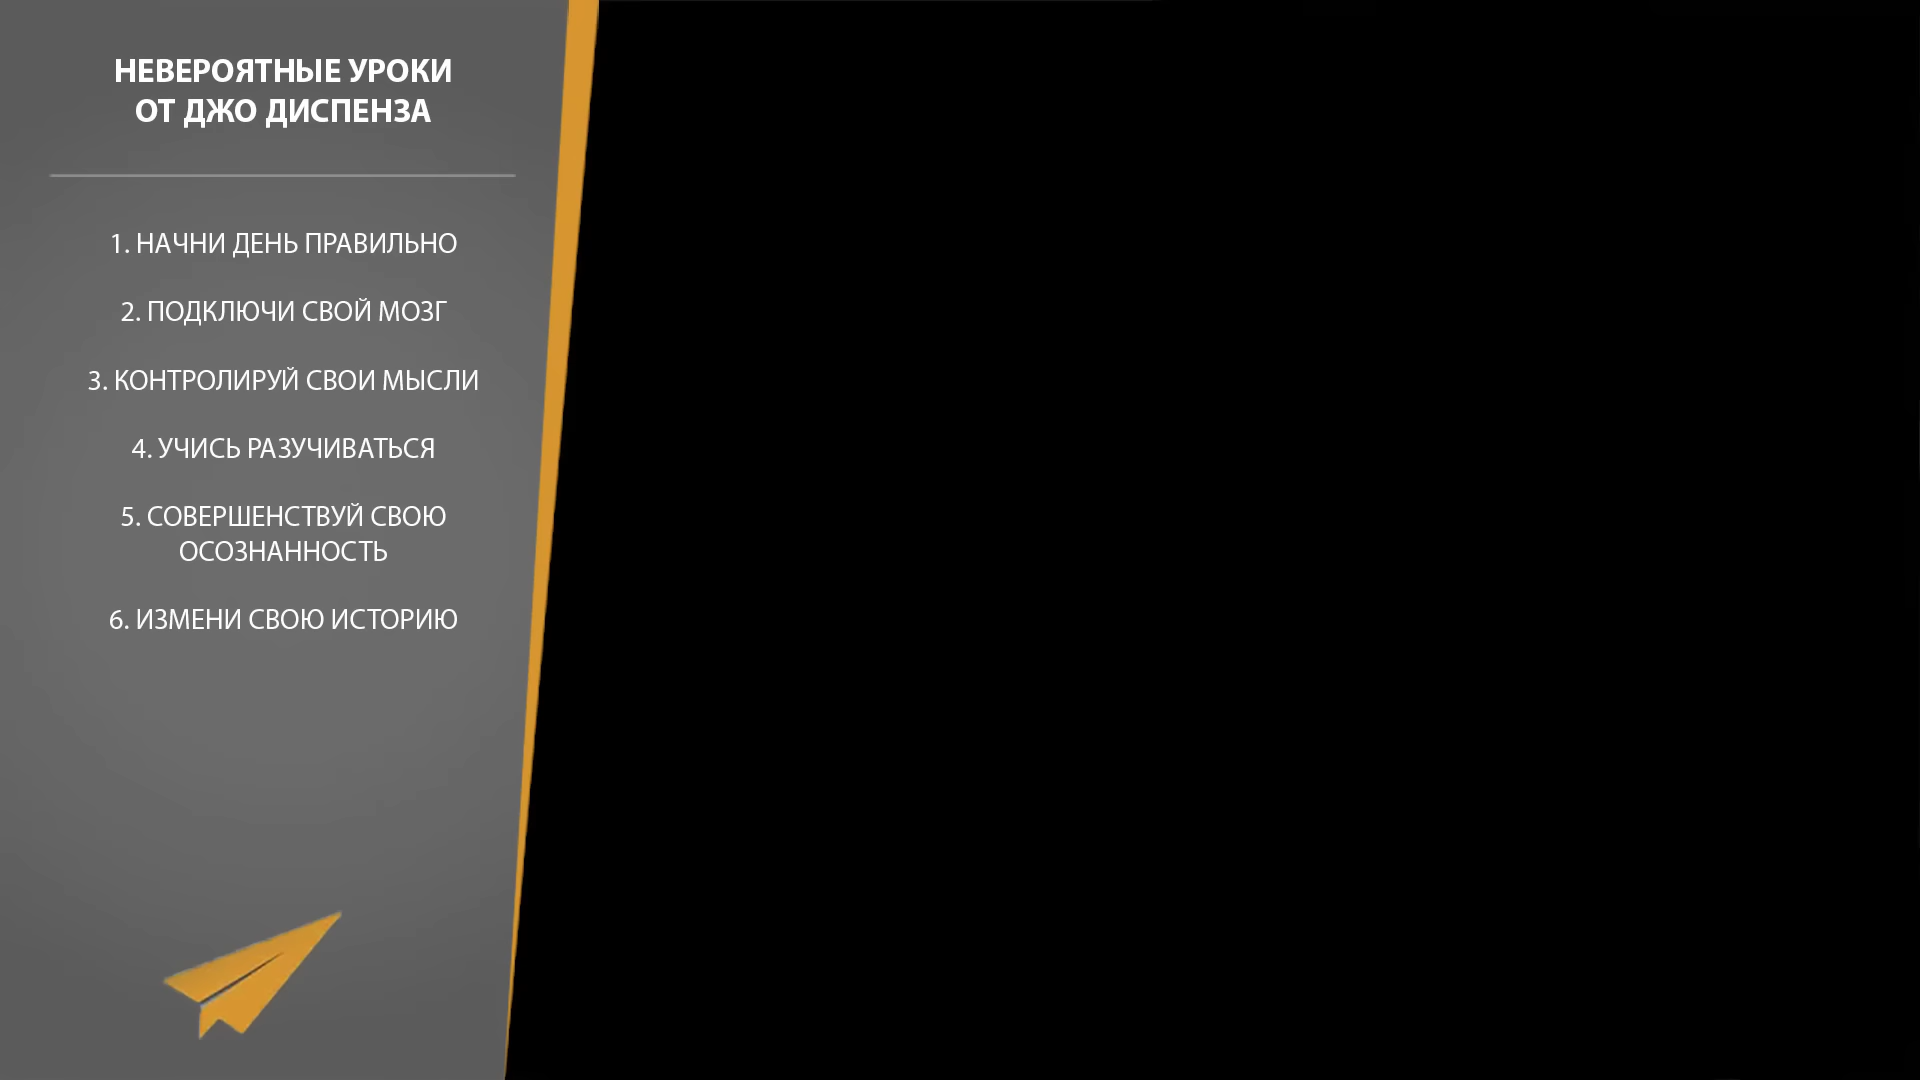 НЕВЕРОЯТНЫЕ УРОКИ
ОТ ДЖО ДИСПЕНЗА
1. НАЧНИ ДЕНЬ ПРАВИЛЬНО
2. ПОДКЛЮЧИ СВОЙ МОЗГ
3. КОНТРОЛИРУЙ СВОИ МЫСЛИ
4. УЧИСЬ РАЗУЧИВАТЬСЯ
5. СОВЕРШЕНСТВУЙ СВОЮ
ОСОЗНАННОСТЬ
6. ИЗМЕНИ СВОЮ ИСТОРИЮ